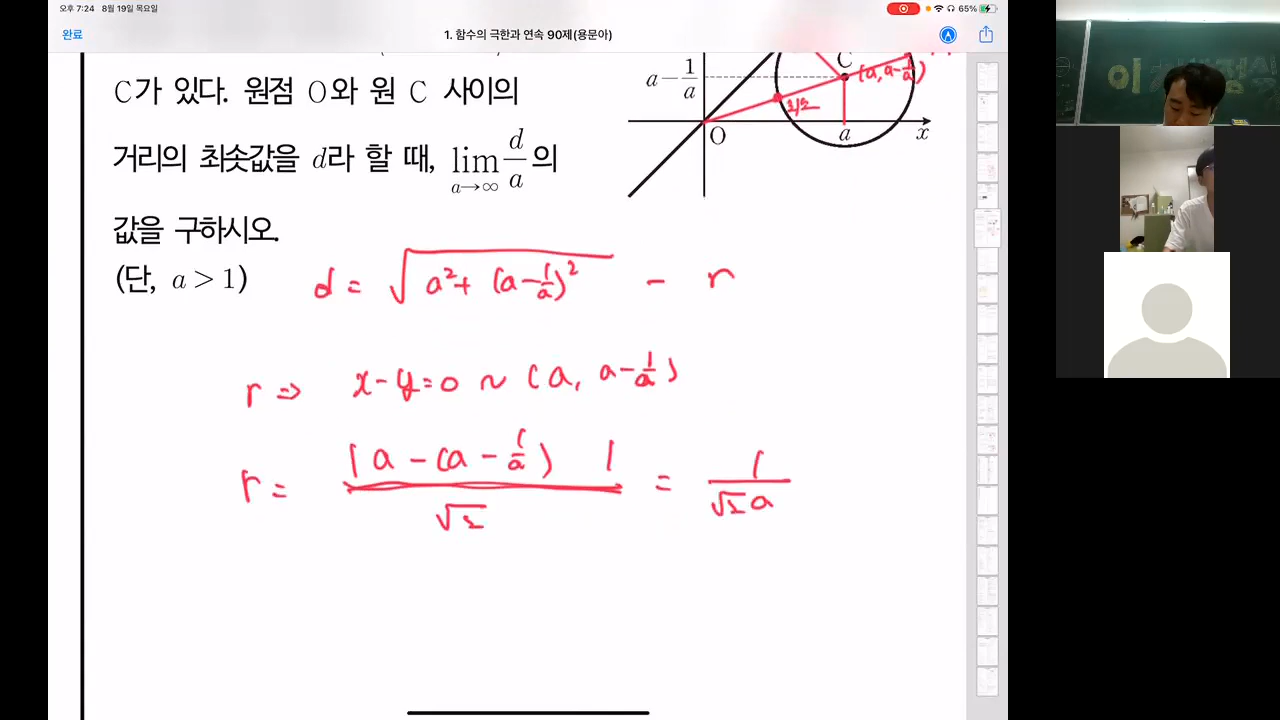 오후 7:24 8월 19일 목요일
65%
완료
1. 함수의 극한과 연속 90제(용문아)
C가 있다. 원점 O와 원 C 사이의
거리의 최솟값을 d라 할 때, lim a→∞ d/a 의
값을 구하시오.
(단, a > 1)
a - 1/a
C
(a, a - 1/a)
O
a
x
d = √(a² + (a - 1/a)²) - r
r ⇒ x - y = 0 ~ (a, a - 1/a)
r = |a - (a - 1/a)| / √2 = 1/(√2 a)